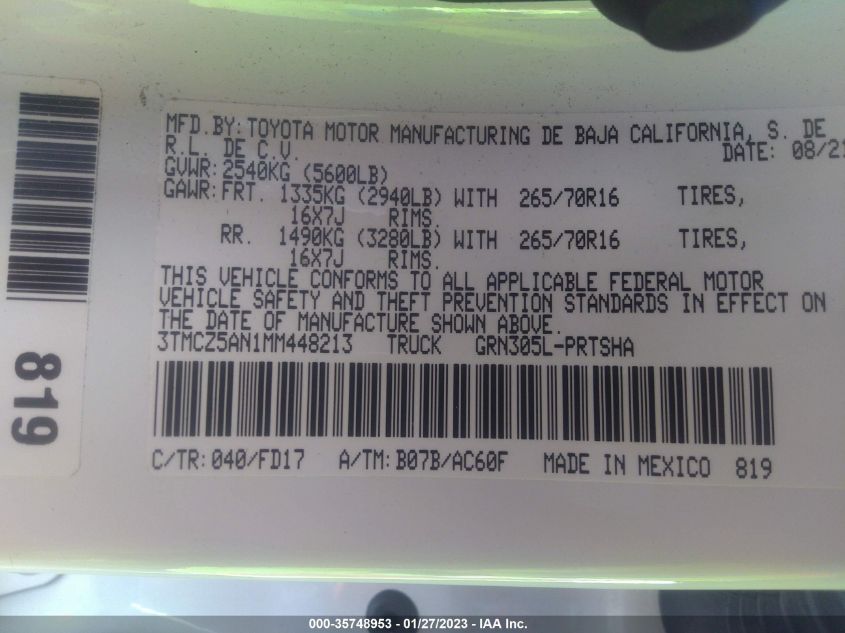 MFD.BY:TOYOTA MOTOR MANUFACTURING DE BAJA CALIFORNIA, S. DE
R.L. DE C.V. DATE: 08/21
GVWR:2540KG (5600LB)
GAWR:FRT. 1335KG (2940LB) WITH 265/70R16 TIRES,
16X7J RIMS.
RR. 1490KG (3280LB) WITH 265/70R16 TIRES,
16X7J RIMS.
THIS VEHICLE CONFORMS TO ALL APPLICABLE FEDERAL MOTOR
VEHICLE SAFETY AND THEFT PREVENTION STANDARDS IN EFFECT ON
THE DATE OF MANUFACTURE SHOWN ABOVE.
3TMCZ5AN1MM448213 TRUCK GRN305L-PRTSHA
C/TR:040/FD17 A/TM:B07B/AC60F MADE IN MEXICO 819
819
000-35748953 - 01/27/2023 - IAA Inc.